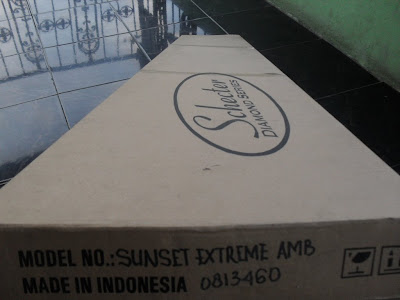 Schecter
DIAMOND SERIES
MODEL NO.: SUNSET EXTREME AMB
MADE IN INDONESIA 0813460